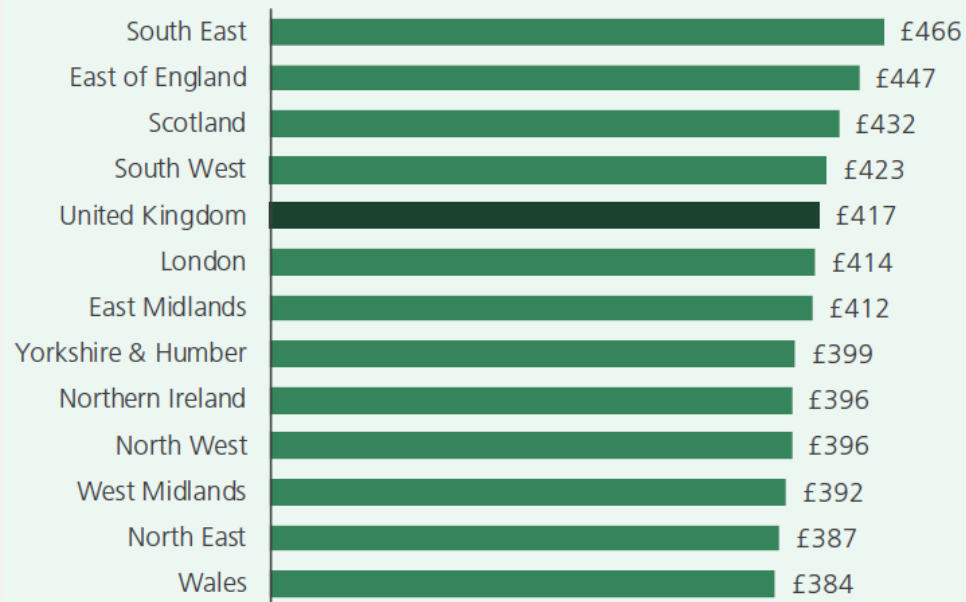 South East £466
East of England £447
Scotland £432
South West £423
United Kingdom £417
London £414
East Midlands £412
Yorkshire & Humber £399
Northern Ireland £396
North West £396
West Midlands £392
North East £387
Wales £384